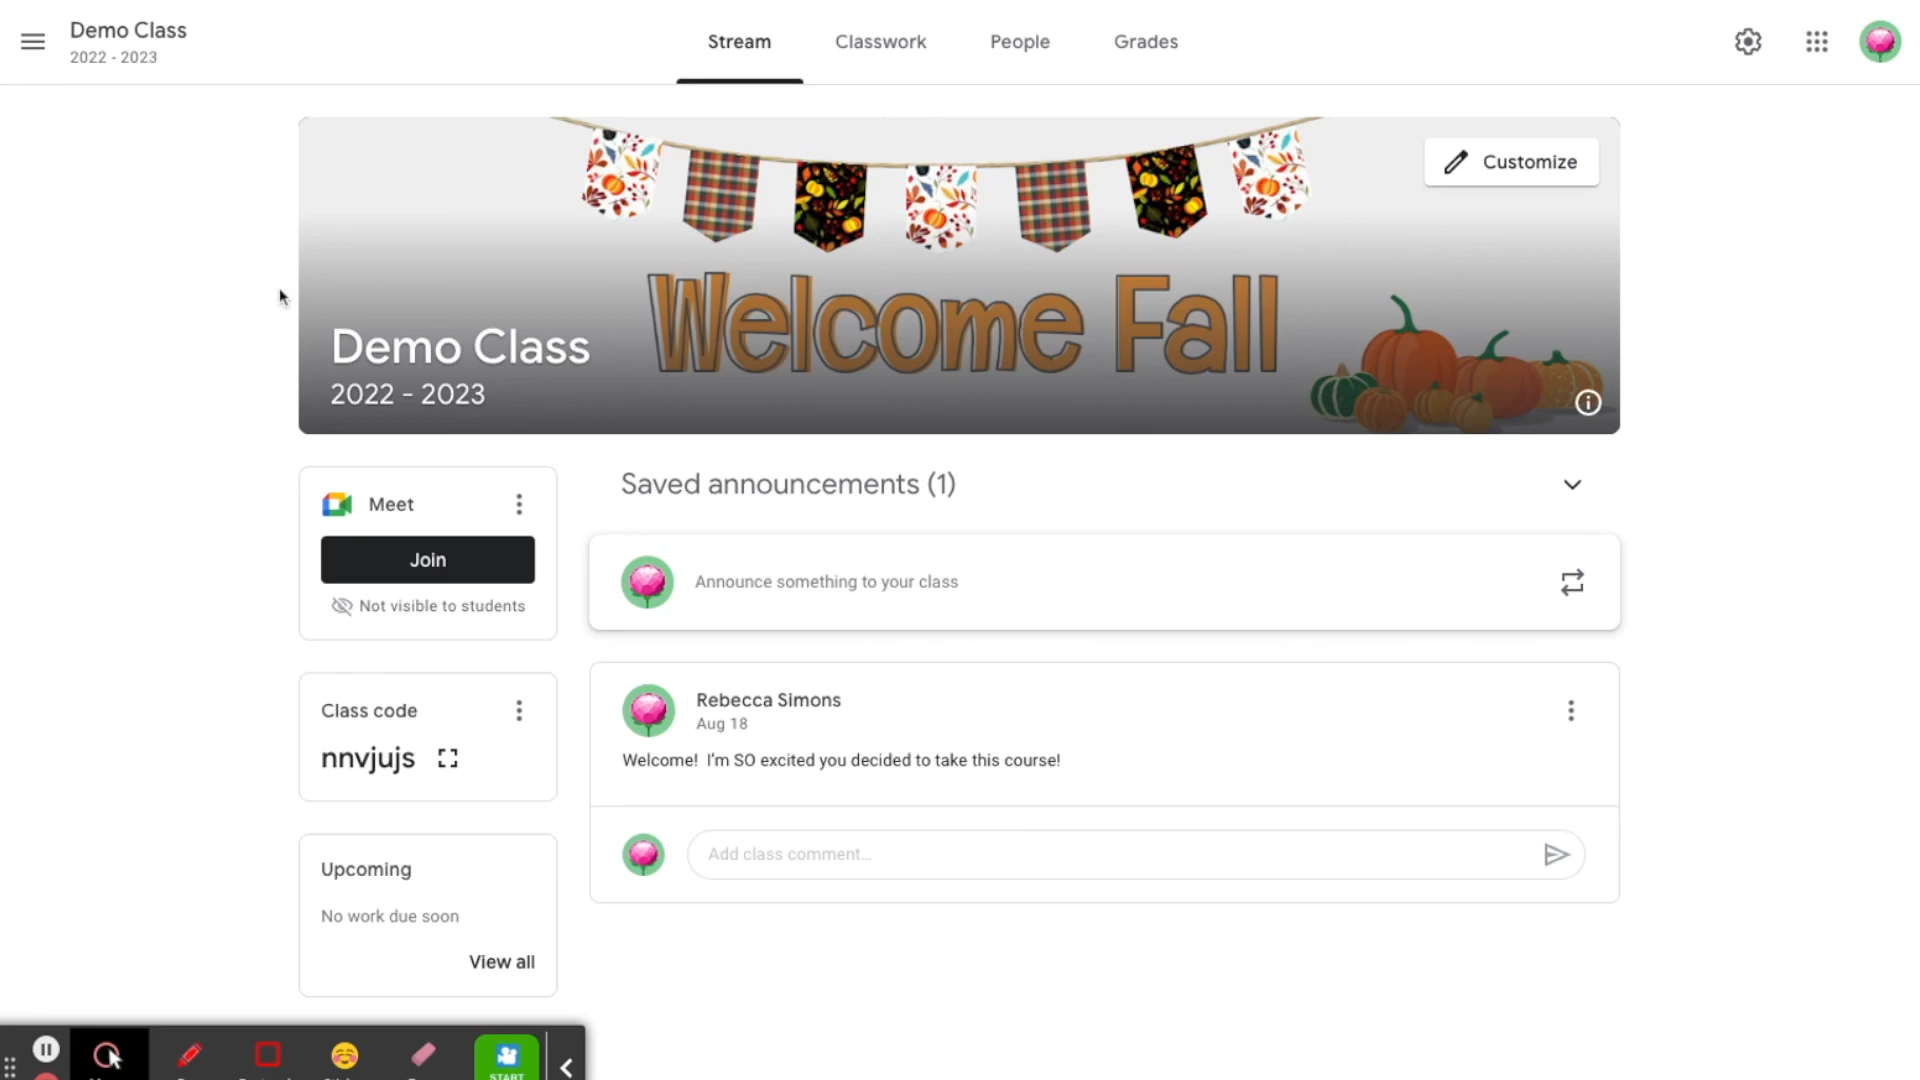 Demo Class
2022 - 2023
Stream
Classwork
People
Grades
Customize
Welcome Fall
Demo Class
2022 - 2023
Meet
Join
Not visible to students
Class code
nnvjujs
Upcoming
No work due soon
View all
Saved announcements (1)
Announce something to your class
Rebecca Simons
Aug 18
Welcome!  I'm SO excited you decided to take this course!
Add class comment...
START